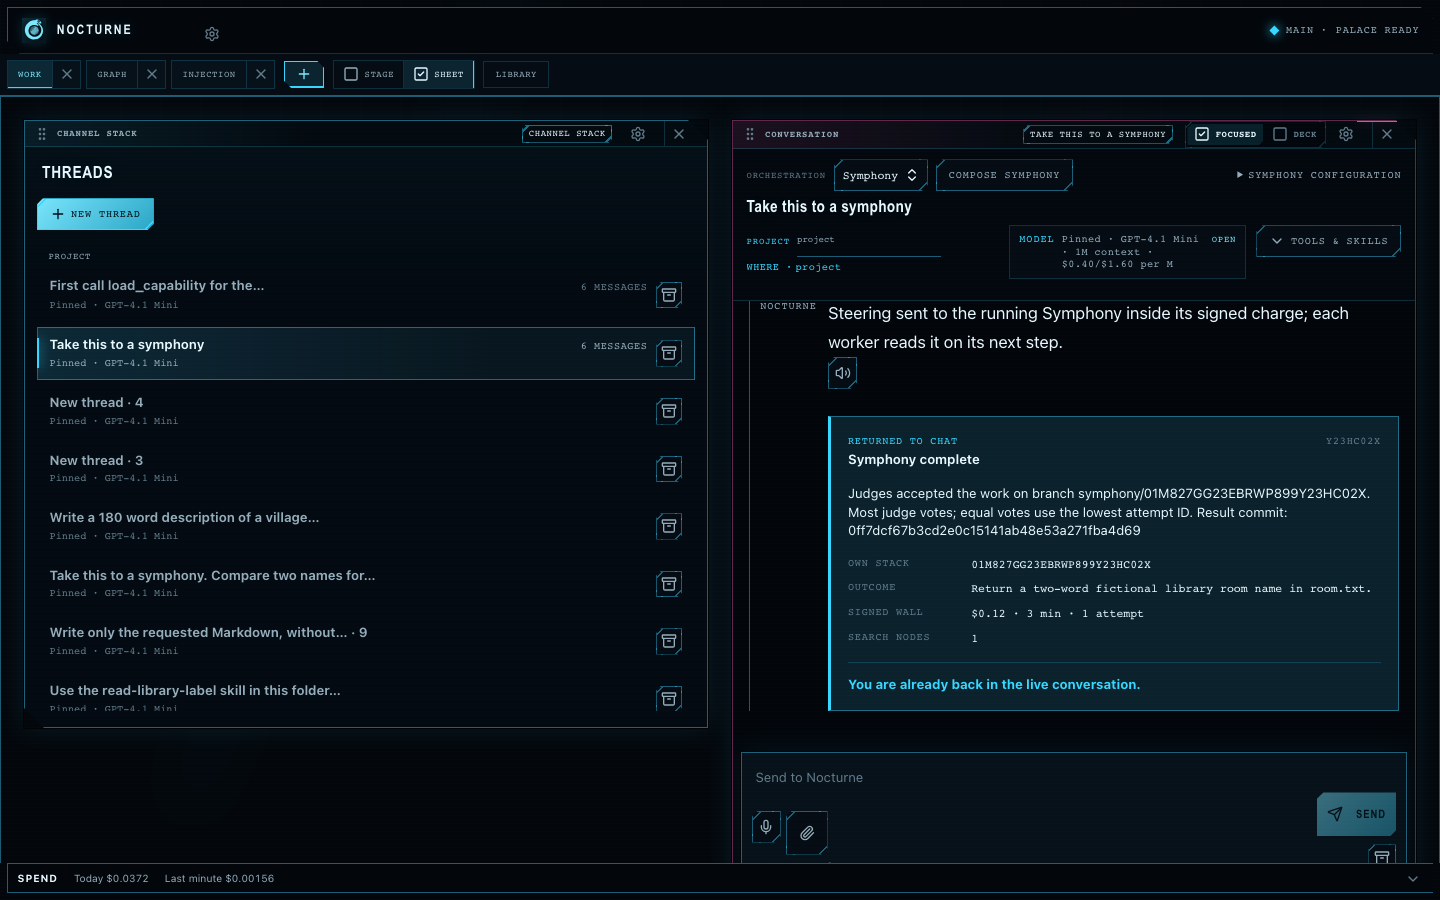 NOCTURNE
MAIN · PALACE READY
WORK
GRAPH
INJECTION
STAGE
SHEET
LIBRARY
CHANNEL STACK
CHANNEL STACK
THREADS
NEW THREAD
PROJECT
First call load_capability for the...
6 MESSAGES
Pinned · GPT-4.1 Mini
Take this to a symphony
6 MESSAGES
Pinned · GPT-4.1 Mini
New thread · 4
Pinned · GPT-4.1 Mini
New thread · 3
Pinned · GPT-4.1 Mini
Write a 180 word description of a village...
Pinned · GPT-4.1 Mini
Take this to a symphony. Compare two names for...
Pinned · GPT-4.1 Mini
Write only the requested Markdown, without... · 9
Pinned · GPT-4.1 Mini
Use the read-library-label skill in this folder...
Pinned · GPT-4.1 Mini
CONVERSATION
TAKE THIS TO A SYMPHONY
FOCUSED
DECK
ORCHESTRATION
Symphony
COMPOSE SYMPHONY
SYMPHONY CONFIGURATION
Take this to a symphony
PROJECT project
WHERE · project
MODEL Pinned · GPT-4.1 Mini OPEN
· 1M context ·
$0.40/$1.60 per M
TOOLS & SKILLS
NOCTURNE
Steering sent to the running Symphony inside its signed charge; each
worker reads it on its next step.
RETURNED TO CHAT
Y23HC02X
Symphony complete
Judges accepted the work on branch symphony/01M827GG23EBRWP899Y23HC02X.
Most judge votes; equal votes use the lowest attempt ID. Result commit:
0ff7dcf67b3cd2e0c15141ab48e53a271fba4d69
OWN STACK 01M827GG23EBRWP899Y23HC02X
OUTCOME Return a two-word fictional library room name in room.txt.
SIGNED WALL $0.12 · 3 min · 1 attempt
SEARCH NODES 1
You are already back in the live conversation.
Send to Nocturne
SEND
SPEND Today $0.0372 Last minute $0.00156